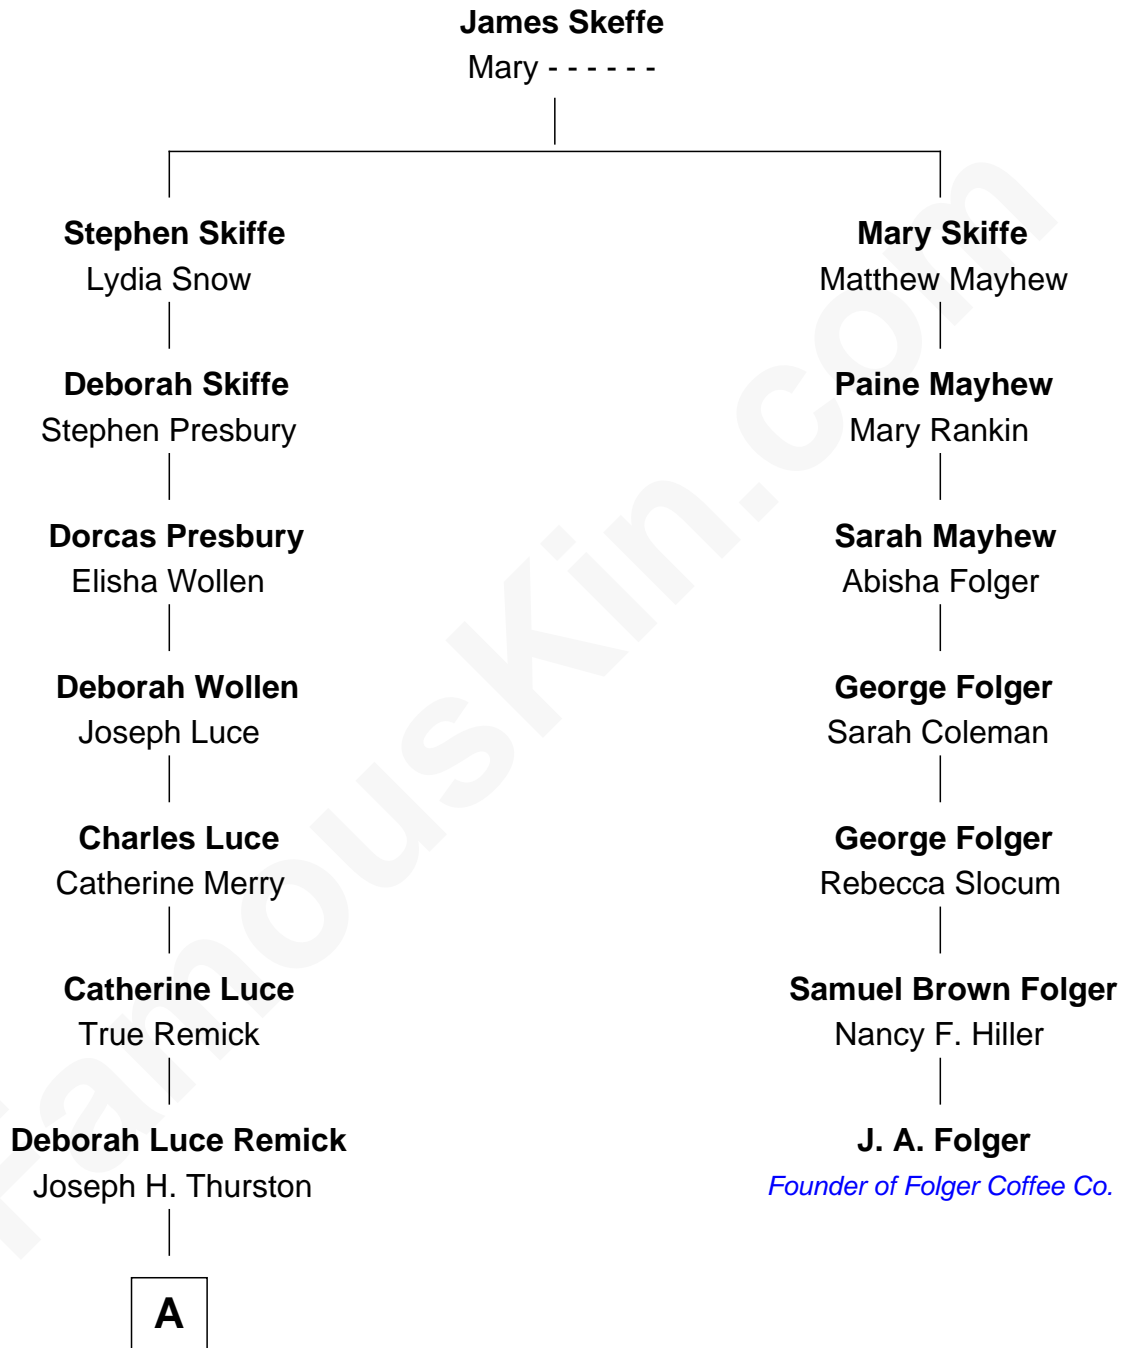 James Skeffe
Mary - - - - - -
Stephen Skiffe
Lydia Snow
Mary Skiffe
Matthew Mayhew
Deborah Skiffe
Stephen Presbury
Paine Mayhew
Mary Rankin
Dorcas Presbury
Elisha Wollen
Sarah Mayhew
Abisha Folger
Deborah Wollen
Joseph Luce
George Folger
Sarah Coleman
Charles Luce
Catherine Merry
George Folger
Rebecca Slocum
Catherine Luce
True Remick
Samuel Brown Folger
Nancy F. Hiller
Deborah Luce Remick
Joseph H. Thurston
J. A. Folger
Founder of Folger Coffee Co.
A
FamousKin.com